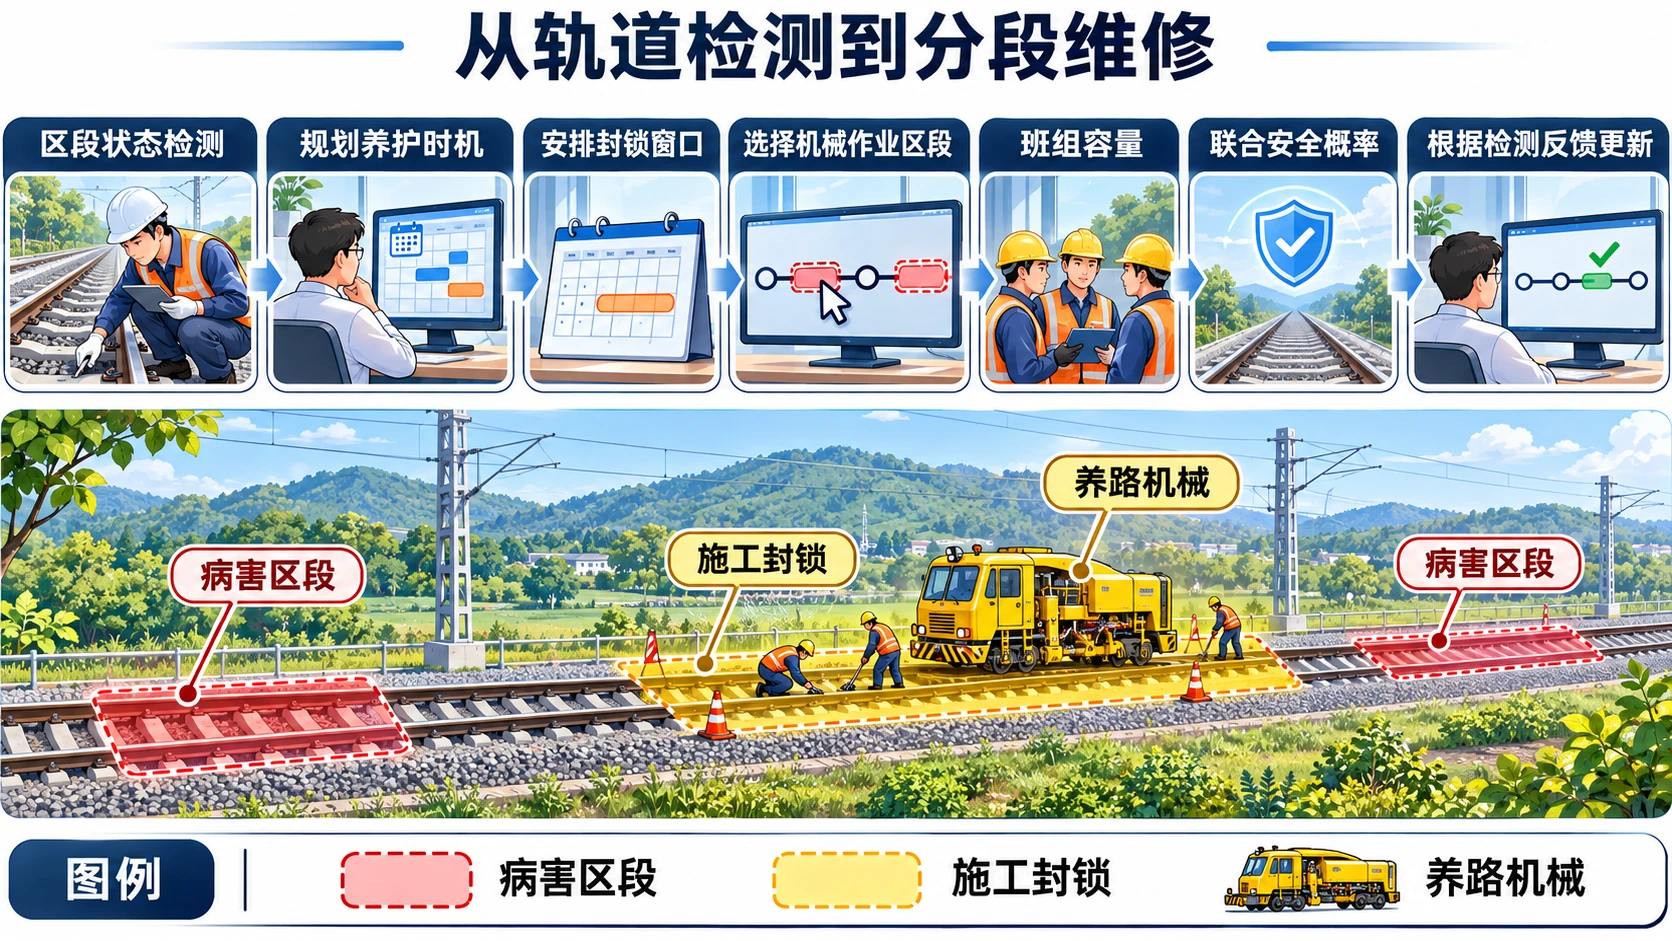 从轨道检测到分段维修
区段状态检测
规划养护时机
安排封锁窗口
选择机械作业区段
班组容量
联合安全概率
根据检测反馈更新
养路机械
施工封锁
病害区段
病害区段
图例
病害区段
施工封锁
养路机械